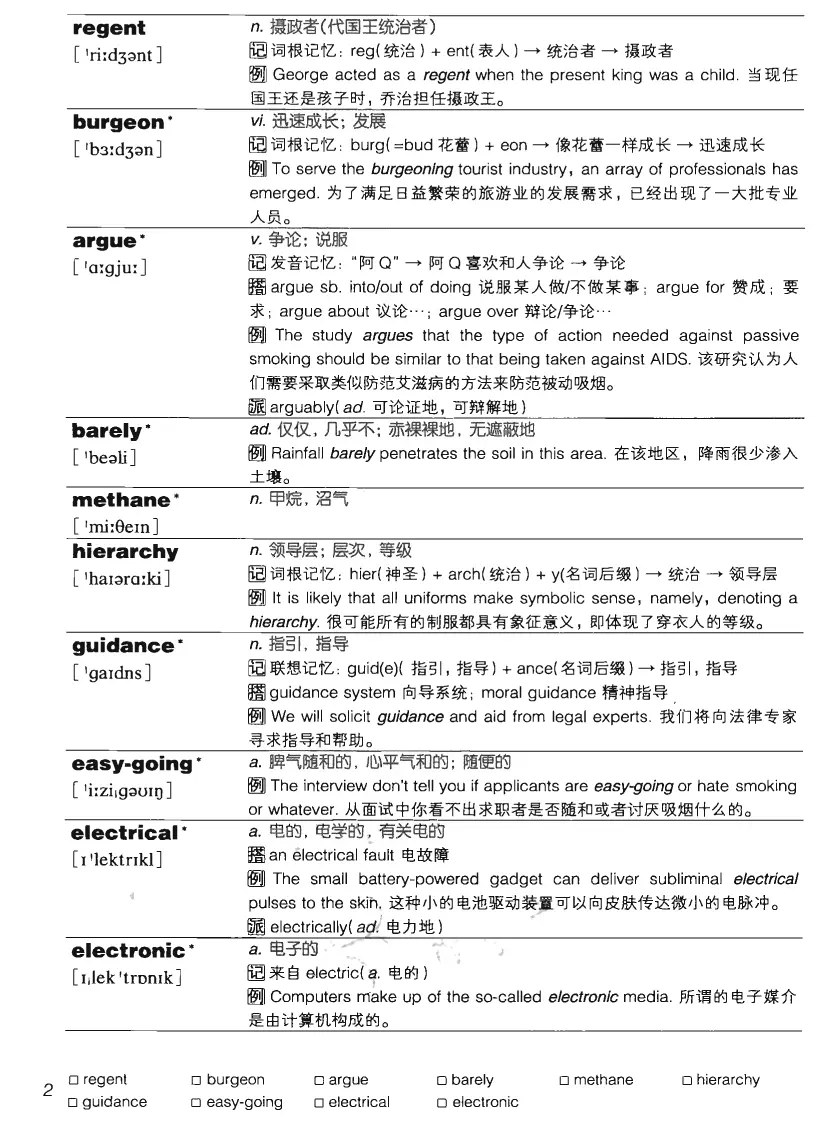 regent
[ ˈriːdʒənt ]
n. 摄政者(代国王统治者)
记 词根记忆: reg(统治) + ent(表人) → 统治者 → 摄政者
例 George acted as a regent when the present king was a child. 当现任
国王还是孩子时，乔治担任摄政王。
burgeon*
[ ˈbɜːdʒən ]
vi. 迅速成长; 发展
记 词根记忆: burg(=bud 花蕾) + eon → 像花蕾一样成长 → 迅速成长
例 To serve the burgeoning tourist industry, an array of professionals has
emerged. 为了满足日益繁荣的旅游业的发展需求，已经出现了一大批专业
人员。
argue*
[ ˈɑːɡjuː ]
v. 争论; 说服
记 发音记忆: “阿 Q” → 阿 Q 喜欢和人争论 → 争论
搭 argue sb. into/out of doing 说服某人做/不做某事; argue for 赞成; 要
求; argue about 议论…; argue over 辩论/争论…
例 The study argues that the type of action needed against passive
smoking should be similar to that being taken against AIDS. 该研究认为人
们需要采取类似防范艾滋病的方法来防范被动吸烟。
派 arguably(ad. 可论证地, 可辩解地)
barely*
[ ˈbeəli ]
ad. 仅仅, 几乎不; 赤裸裸地, 无遮蔽地
例 Rainfall barely penetrates the soil in this area. 在该地区，降雨很少渗入
土壤。
methane*
[ ˈmiːθeɪn ]
n. 甲烷, 沼气
hierarchy
[ ˈhaɪərɑːki ]
n. 领导层; 层次, 等级
记 词根记忆: hier(神圣) + arch(统治) + y(名词后缀) → 统治 → 领导层
例 It is likely that all uniforms make symbolic sense, namely, denoting a
hierarchy. 很可能所有的制服都具有象征意义，即体现了穿衣人的等级。
guidance*
[ ˈɡaɪdns ]
n. 指引, 指导
记 联想记忆: guid(e)( 指引, 指导) + ance(名词后缀) → 指引, 指导
搭 guidance system 向导系统; moral guidance 精神指导
例 We will solicit guidance and aid from legal experts. 我们将向法律专家
寻求指导和帮助。
easy-going*
[ ˈiːziˌɡəʊɪŋ ]
a. 脾气随和的, 心平气和的; 随便的
例 The interview don't tell you if applicants are easy-going or hate smoking
or whatever. 从面试中你看不出求职者是否随和或者讨厌吸烟什么的。
electrical*
[ ɪˈlektrɪkl ]
a. 电的, 电学的, 有关电的
搭 an electrical fault 电故障
例 The small battery-powered gadget can deliver subliminal electrical
pulses to the skin. 这种小的电池驱动装置可以向皮肤传达微小的电脉冲。
派 electrically(ad. 电力地)
electronic*
[ ɪˌlekˈtrɒnɪk ]
a. 电子的
记 来自 electric(a. 电的)
例 Computers make up of the so-called electronic media. 所谓的电子媒介
是由计算机构成的。
2
□ regent □ burgeon □ argue □ barely □ methane □ hierarchy
□ guidance □ easy-going □ electrical □ electronic